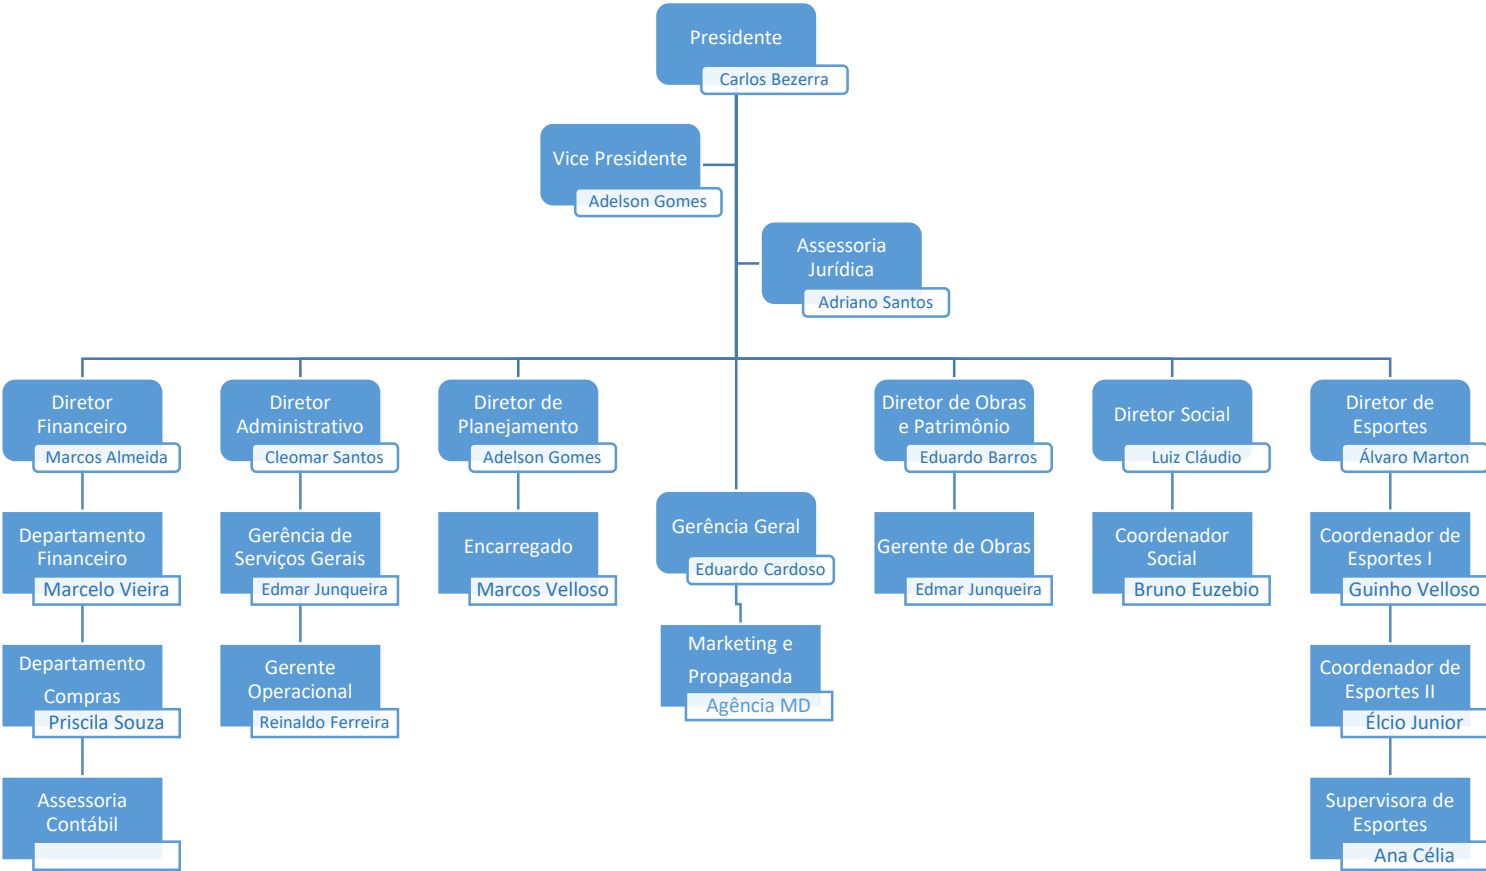 Presidente
Carlos Bezerra
Vice Presidente
Adelson Gomes
Assessoria
Jurídica
Adriano Santos
Diretor
Financeiro
Marcos Almeida
Diretor
Administrativo
Cleomar Santos
Diretor de
Planejamento
Adelson Gomes
Diretor de Obras
e Patrimônio
Eduardo Barros
Diretor Social
Luiz Cláudio
Diretor de
Esportes
Álvaro Marton
Departamento
Financeiro
Marcelo Vieira
Gerência de
Serviços Gerais
Edmar Junqueira
Encarregado
Marcos Velloso
Gerência Geral
Eduardo Cardoso
Gerente de Obras
Edmar Junqueira
Coordenador
Social
Bruno Euzebio
Coordenador de
Esportes I
Guinho Velloso
Departamento
Compras
Priscila Souza
Gerente
Operacional
Reinaldo Ferreira
Marketing e
Propaganda
Agência MD
Coordenador de
Esportes II
Élcio Junior
Assessoria
Contábil
Supervisora de
Esportes
Ana Célia